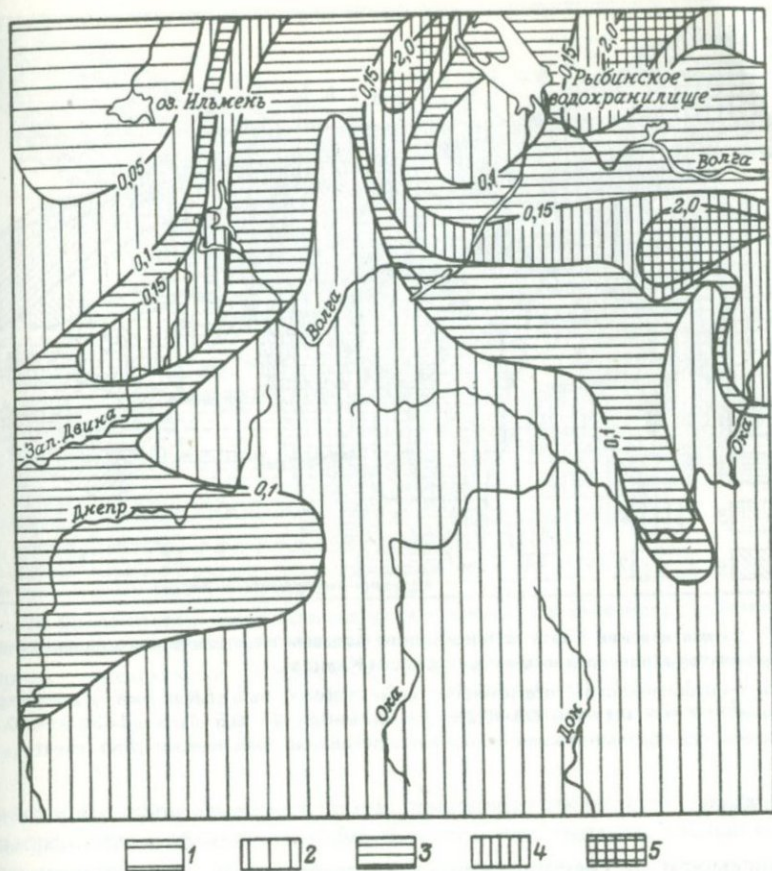 0,15
2,0
0,15
2,0
Рыбинское
водохранилище
оз. Ильмень
Волга
0,05
0,1
0,15
2,0
0,1
0,15
Волга
Зап. Двина
0,1
Ока
0,1
Днепр
Ока
Дон
1 2 3 4 5